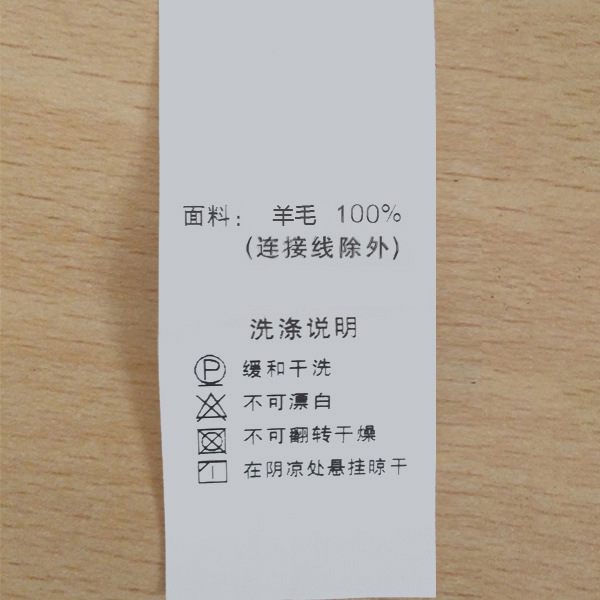 面料： 羊毛 100%
(连接线除外)
洗涤说明
P 缓和干洗
不可漂白
不可翻转干燥
在阴凉处悬挂晾干